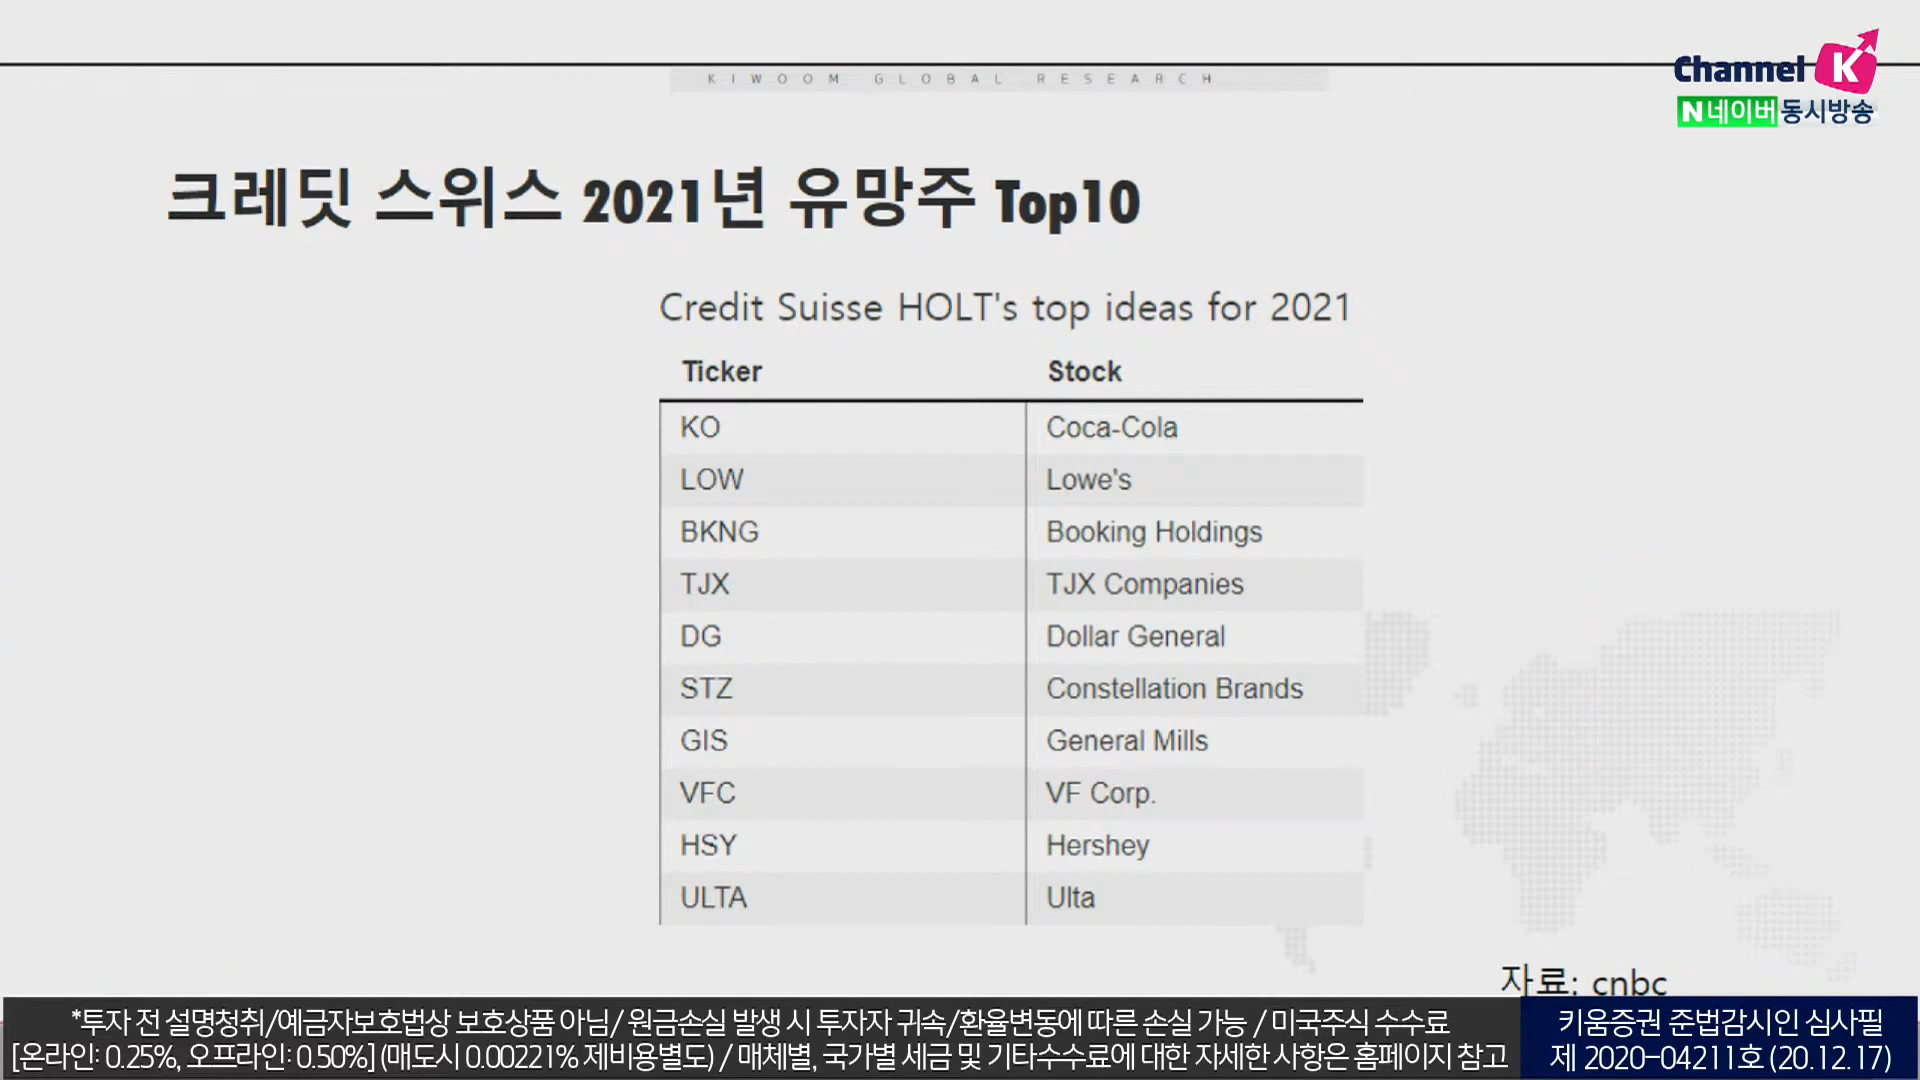 KIWOOM GLOBAL RESEARCH
Channel K
N 네이버 동시방송
크레딧 스위스 2021년 유망주 Top10
Credit Suisse HOLT's top ideas for 2021
Ticker Stock
KO Coca-Cola
LOW Lowe's
BKNG Booking Holdings
TJX TJX Companies
DG Dollar General
STZ Constellation Brands
GIS General Mills
VFC VF Corp.
HSY Hershey
ULTA Ulta
자료: cnbc
*투자 전 설명청취/예금자보호법상 보호상품 아님/ 원금손실 발생 시 투자자 귀속/환율변동에 따른 손실 가능 / 미국주식 수수료
[온라인: 0.25%, 오프라인: 0.50%] (매도시 0.00221% 제비용별도) / 매체별, 국가별 세금 및 기타수수료에 대한 자세한 사항은 홈페이지 참고
키움증권 준법감시인 심사필
제 2020-04211호 (20.12.17)